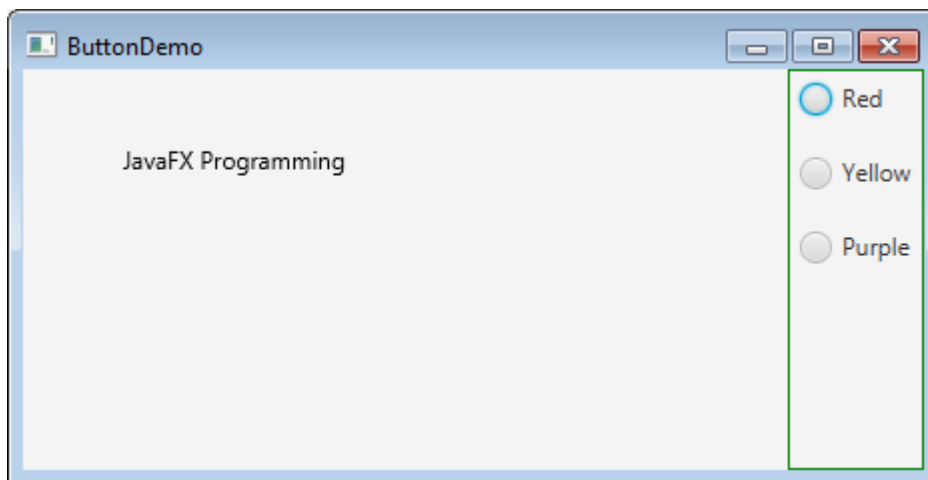 ButtonDemo
Red
JavaFX Programming
Yellow
Purple